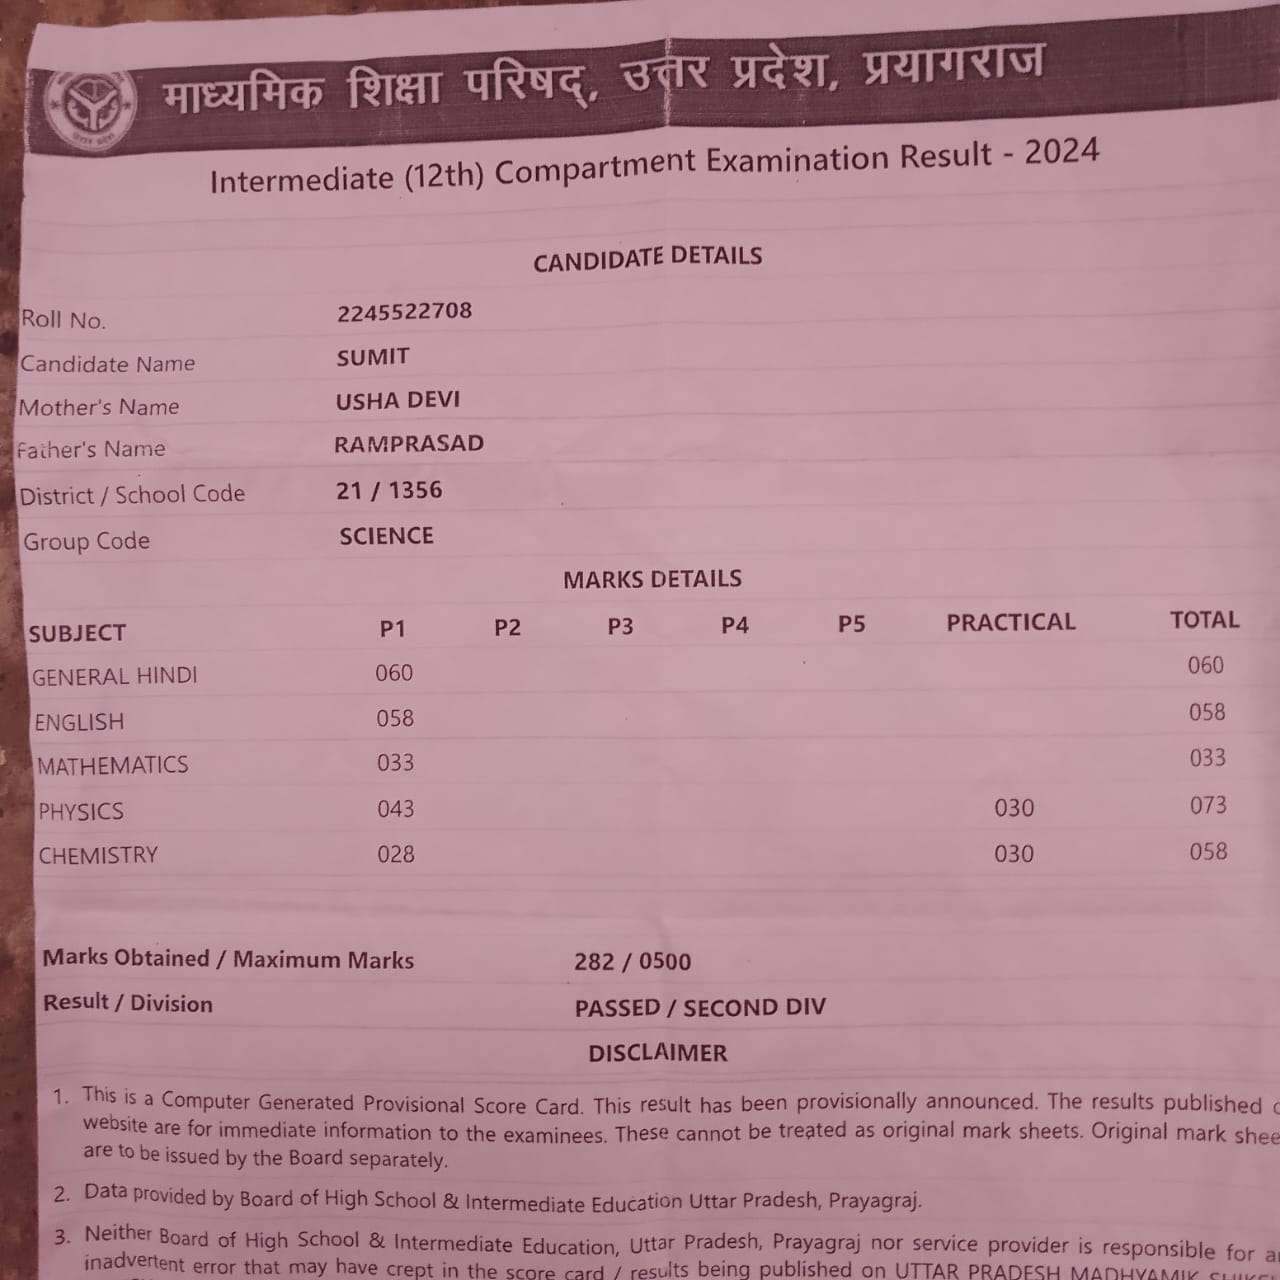 माध्यमिक शिक्षा परिषद्, उत्तर प्रदेश, प्रयागराज
Intermediate (12th) Compartment Examination Result - 2024
CANDIDATE DETAILS
Roll No. 2245522708
Candidate Name SUMIT
Mother's Name USHA DEVI
Father's Name RAMPRASAD
District / School Code 21 / 1356
Group Code SCIENCE
MARKS DETAILS
SUBJECT P1 P2 P3 P4 P5 PRACTICAL TOTAL
GENERAL HINDI 060 060
ENGLISH 058 058
MATHEMATICS 033 033
PHYSICS 043 030 073
CHEMISTRY 028 030 058
Marks Obtained / Maximum Marks 282 / 0500
Result / Division PASSED / SECOND DIV
DISCLAIMER
1. This is a Computer Generated Provisional Score Card. This result has been provisionally announced. The results published
website are for immediate information to the examinees. These cannot be treated as original mark sheets. Original mark
are to be issued by the Board separately.
2. Data provided by Board of High School & Intermediate Education Uttar Pradesh, Prayagraj.
3. Neither Board of High School & Intermediate Education, Uttar Pradesh, Prayagraj nor service provider is responsible for
inadvertent error that may have crept in the score card / results being published on UTTAR PRADESH MADHYAMIK